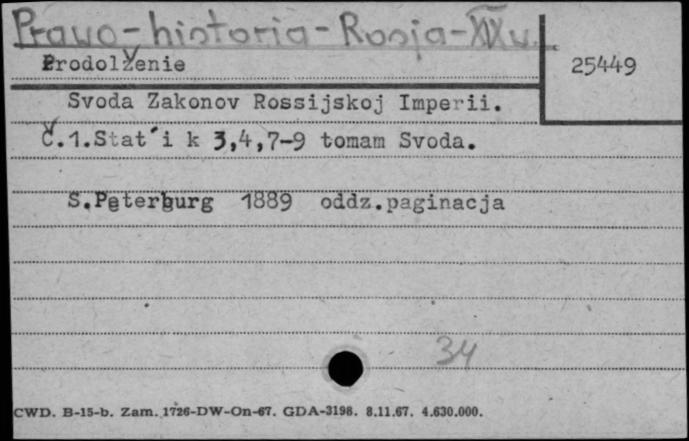 Prawo-historia-Rosja-XIX w.
Prodolženie
25449
Svoda Zakonov Rossijskoj Imperii.
Č.1.Stat'i k 3,4,7-9 tomam Svoda.
S.Peterburg 1889 oddz.paginacja
34
CWD. B-15-b. Zam. 1726-DW-On-67. GDA-3198. 8.11.67. 4.630.000.